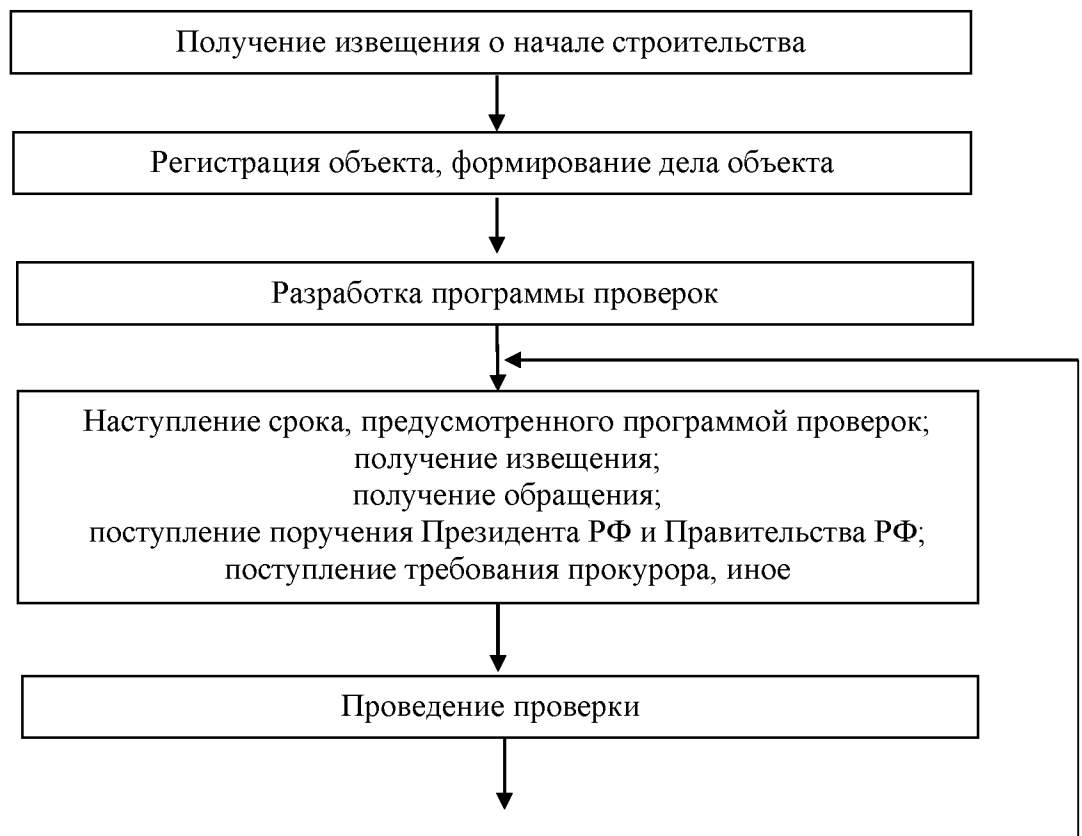 Получение извещения о начале строительства
Регистрация объекта, формирование дела объекта
Разработка программы проверок
Наступление срока, предусмотренного программой проверок;
получение извещения;
получение обращения;
поступление поручения Президента РФ и Правительства РФ;
поступление требования прокурора, иное
Проведение проверки